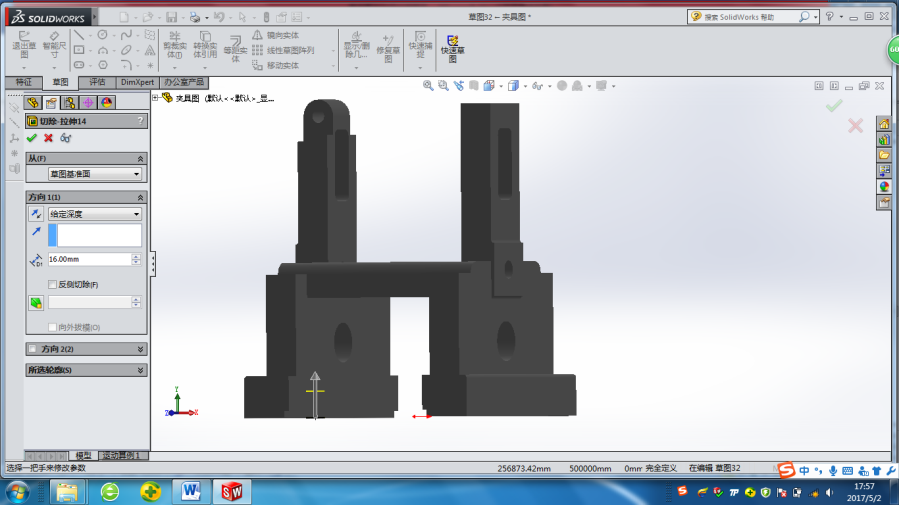 SOLIDWORKS
草图32 - 夹具图 *
搜索 SolidWorks 帮助
退出草图
智能尺寸
剪裁实体(T)
转换实体引用
等距实体
镜向实体
线性草图阵列
移动实体
显示/删除几...
修复草图
快速捕捉
快速草图
特征
草图
评估
DimXpert
办公室产品
夹具图 (默认<<默认>_显...
切除-拉伸14
?
从(F)
草图基准面
方向 1(1)
给定深度
D1
16.00mm
反侧切除(F)
向外拔模(O)
方向 2(2)
所选轮廓(S)
Y
Z
X
模型
运动算例 1
选择一把手来修改参数
256873.42mm
500000mm
0mm
完全定义
在编辑 草图32
中
60
17:57
2017/5/2